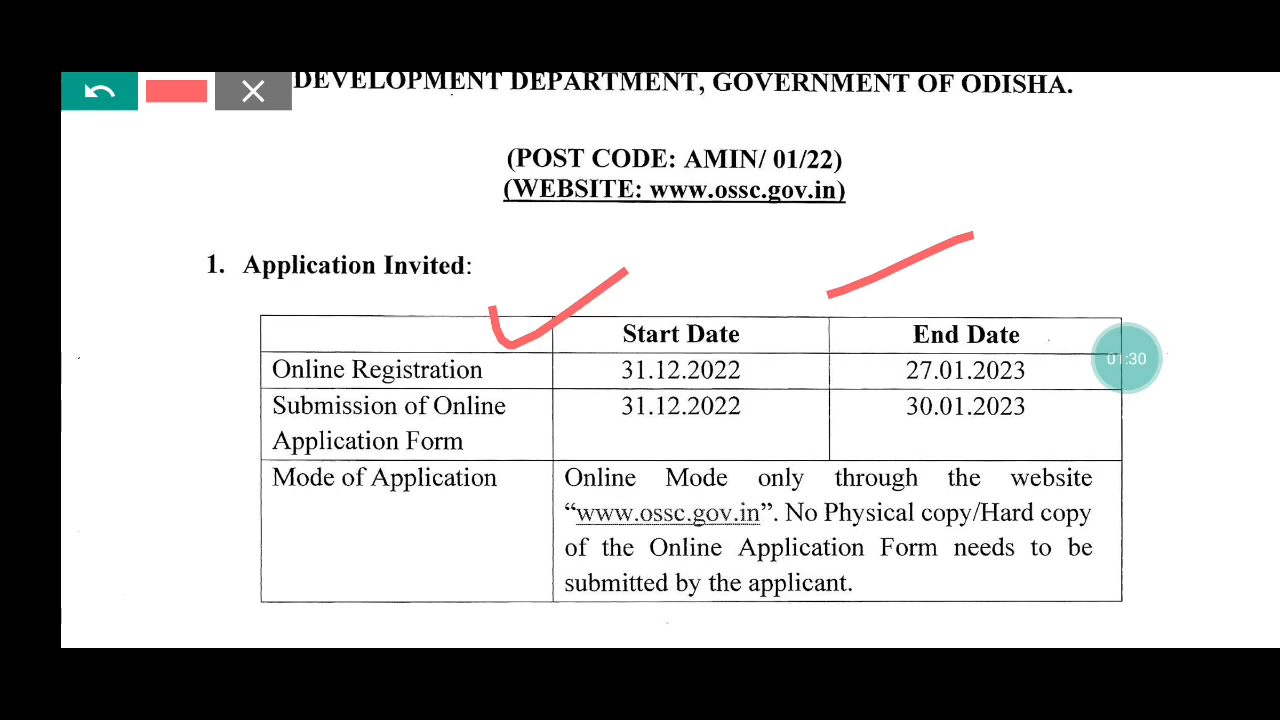 DEVELOPMENT DEPARTMENT, GOVERNMENT OF ODISHA.
(POST CODE: AMIN/ 01/22)
(WEBSITE: www.ossc.gov.in)
1. Application Invited:
Start Date End Date
Online Registration 31.12.2022 27.01.2023
Submission of Online 31.12.2022 30.01.2023
Application Form
Mode of Application Online Mode only through the website
“www.ossc.gov.in”. No Physical copy/Hard copy
of the Online Application Form needs to be
submitted by the applicant.
01:30